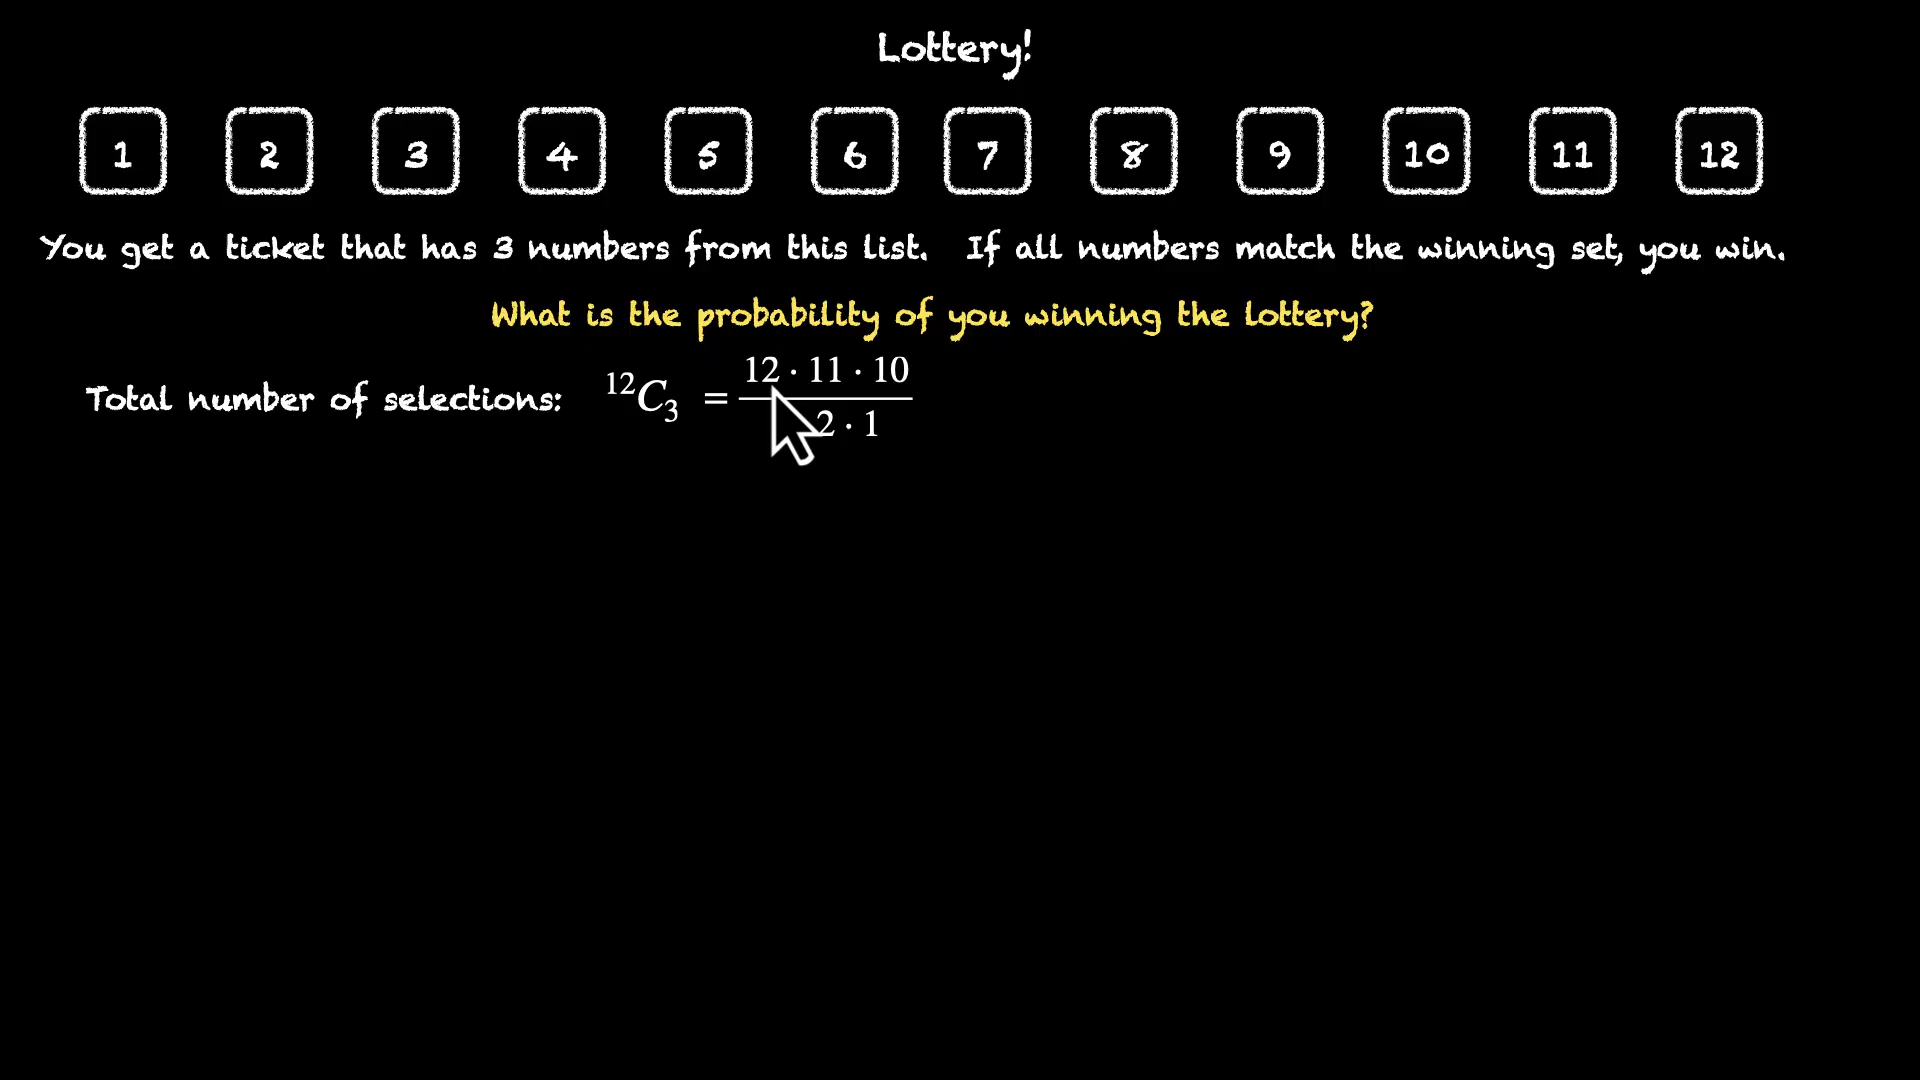 Lottery!
1 2 3 4 5 6 7 8 9 10 11 12
You get a ticket that has 3 numbers from this list. If all numbers match the winning set, you win.
What is the probability of you winning the lottery?
Total number of selections: ¹²C₃ = 12 · 11 · 10
2 · 1